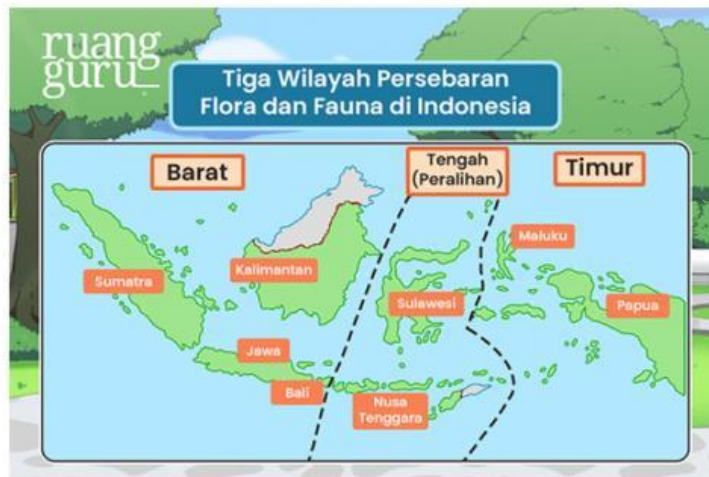 ruang
guru
Tiga Wilayah Persebaran
Flora dan Fauna di Indonesia
Barat
Tengah
(Peralihan)
Timur
Maluku
Kalimantan
Sumatra
Sulawesi
Papua
Jawa
Bali
Nusa
Tenggara